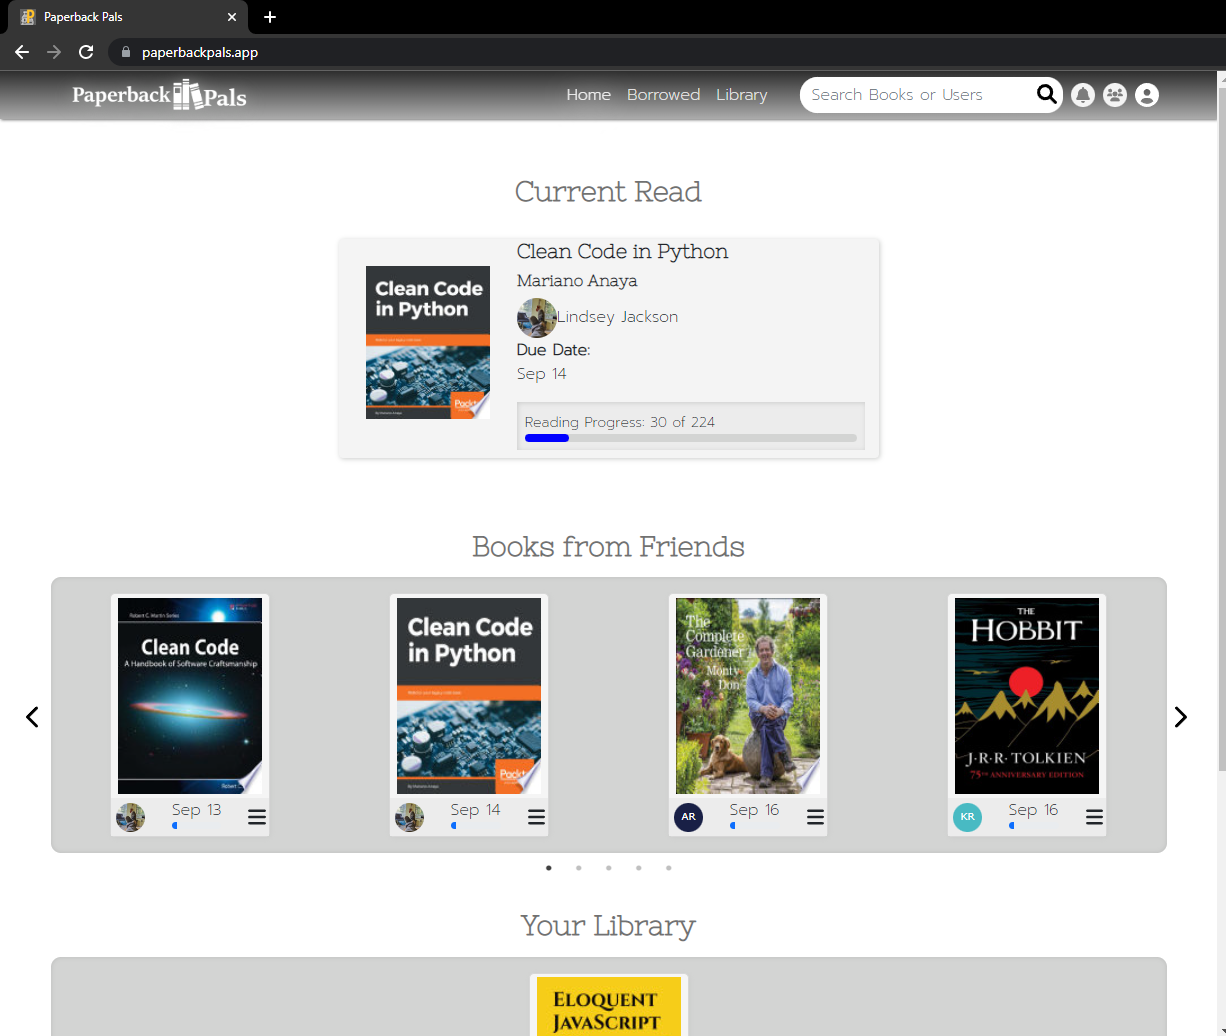 Paperback Pals
paperbackpals.app
Paperback Pals
Home Borrowed Library
Search Books or Users
Current Read
Clean Code
in Python
Packt
Clean Code in Python
Mariano Anaya
Lindsey Jackson
Due Date:
Sep 14
Reading Progress: 30 of 224
Books from Friends
Robert C. Martin Series
Clean Code
A Handbook of Software Craftsmanship
Sep 13
Clean Code
in Python
Packt
Sep 14
The
Complete
Gardener
Monty
Don
AR
Sep 16
THE
HOBBIT
J·R·R·TOLKIEN
75TH ANNIVERSARY EDITION
KR
Sep 16
Your Library
ELOQUENT
JAVASCRIPT